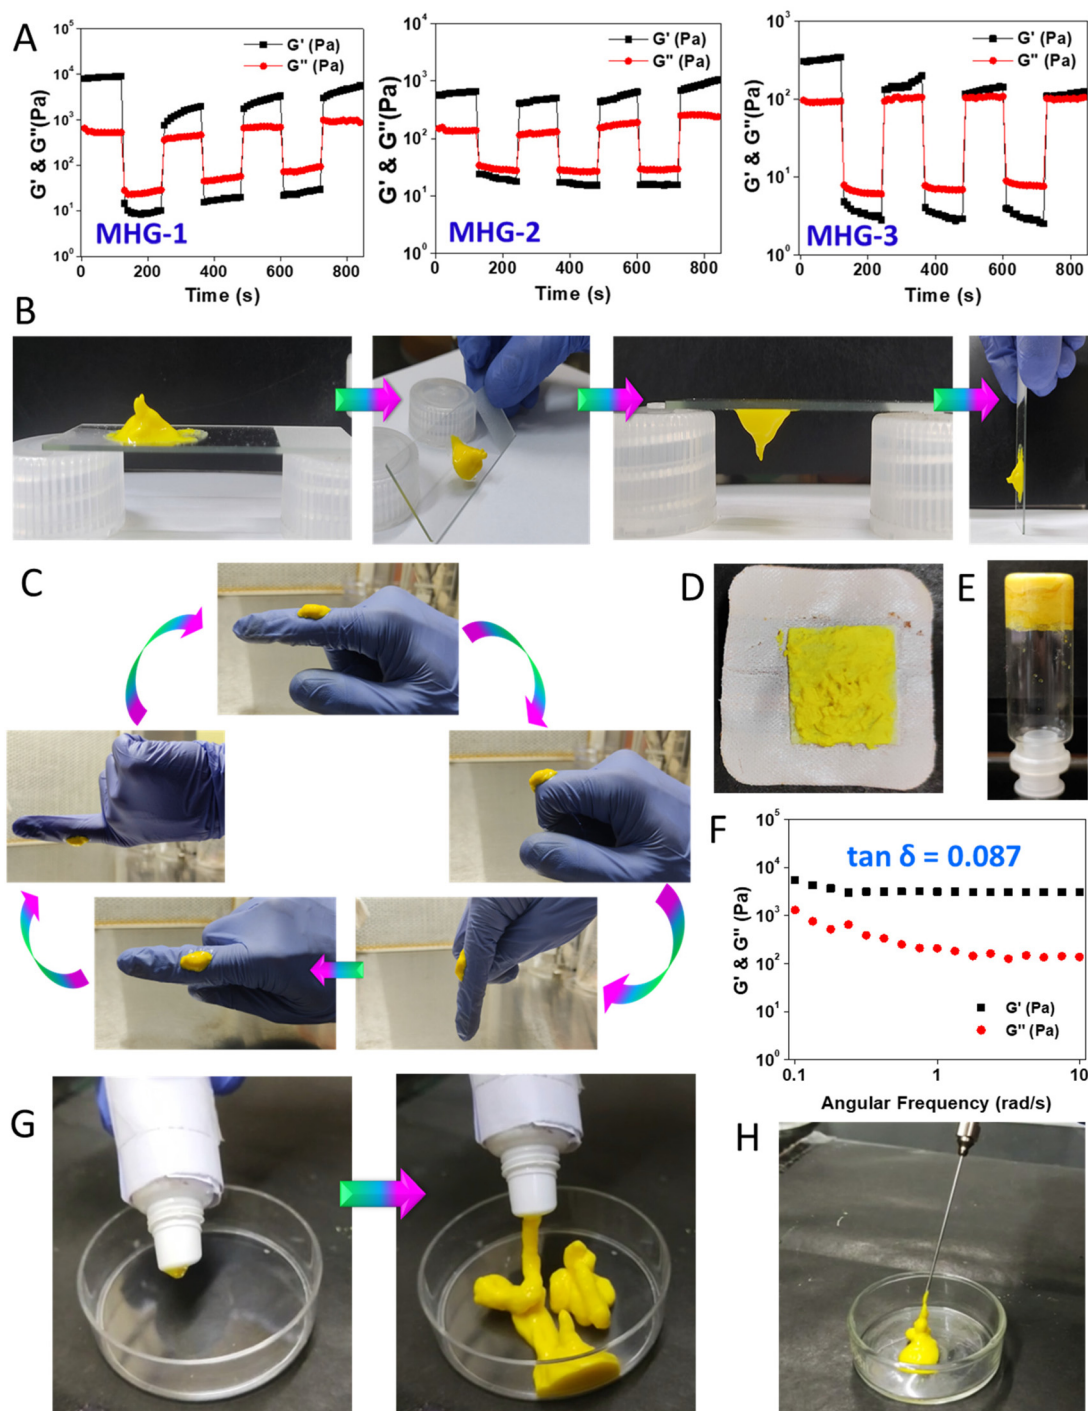 A
G' & G''(Pa)
10⁵
10⁴
10³
10²
10¹
10⁰
G' (Pa)
G'' (Pa)
MHG-1
0 200 400 600 800
Time (s)
G' & G''(Pa)
10⁴
10³
10²
10¹
10⁰
G' (Pa)
G'' (Pa)
MHG-2
0 200 400 600 800
Time (s)
G' & G''(Pa)
10³
10²
10¹
10⁰
G' (Pa)
G'' (Pa)
MHG-3
0 200 400 600 800
Time (s)
B
C
D
E
F
G' & G'' (Pa)
10⁵
10⁴
10³
10²
10¹
10⁰
tan δ = 0.087
G' (Pa)
G'' (Pa)
0.1 1 10
Angular Frequency (rad/s)
G
H